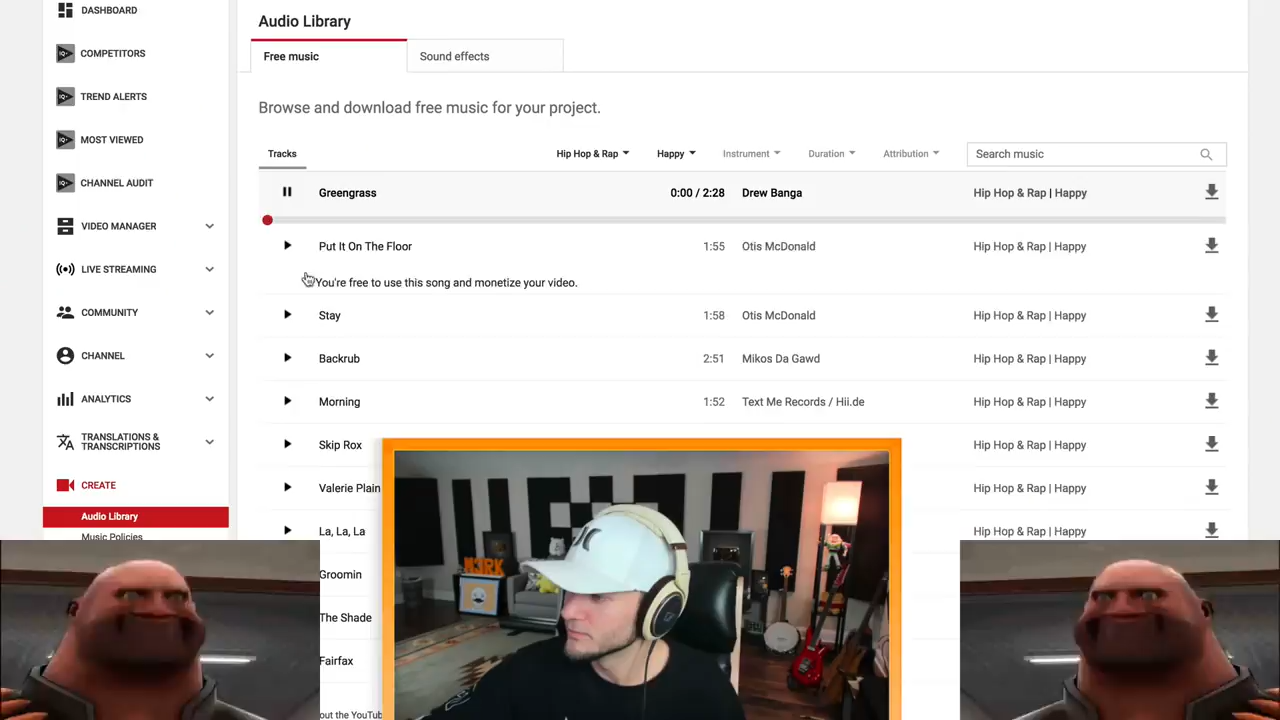 DASHBOARD
COMPETITORS
TREND ALERTS
MOST VIEWED
CHANNEL AUDIT
VIDEO MANAGER
LIVE STREAMING
COMMUNITY
CHANNEL
ANALYTICS
TRANSLATIONS &
TRANSCRIPTIONS
CREATE
Audio Library
Music Policies
Audio Library
Free music
Sound effects
Browse and download free music for your project.
Tracks Hip Hop & Rap Happy Instrument Duration Attribution Search music
Greengrass 0:00 / 2:28 Drew Banga Hip Hop & Rap | Happy
Put It On The Floor 1:55 Otis McDonald Hip Hop & Rap | Happy
You're free to use this song and monetize your video.
Stay 1:58 Otis McDonald Hip Hop & Rap | Happy
Backrub 2:51 Mikos Da Gawd Hip Hop & Rap | Happy
Morning 1:52 Text Me Records / Hii.de Hip Hop & Rap | Happy
Skip Rox Hip Hop & Rap | Happy
Valerie Plain Hip Hop & Rap | Happy
La, La, La Hip Hop & Rap | Happy
Groomin
The Shade
Fairfax
out the YouTub
N3RK